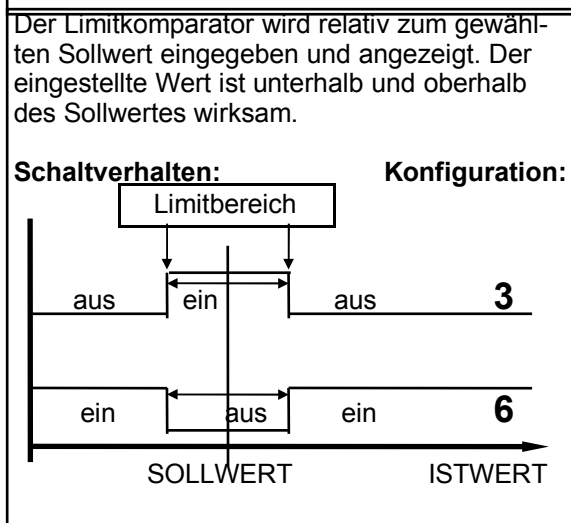 Der Limitkomparator wird relativ zum gewähl-
ten Sollwert eingegeben und angezeigt. Der
eingestellte Wert ist unterhalb und oberhalb
des Sollwertes wirksam.
Schaltverhalten: Konfiguration:
Limitbereich
aus ein aus 3
ein aus ein 6
SOLLWERT ISTWERT